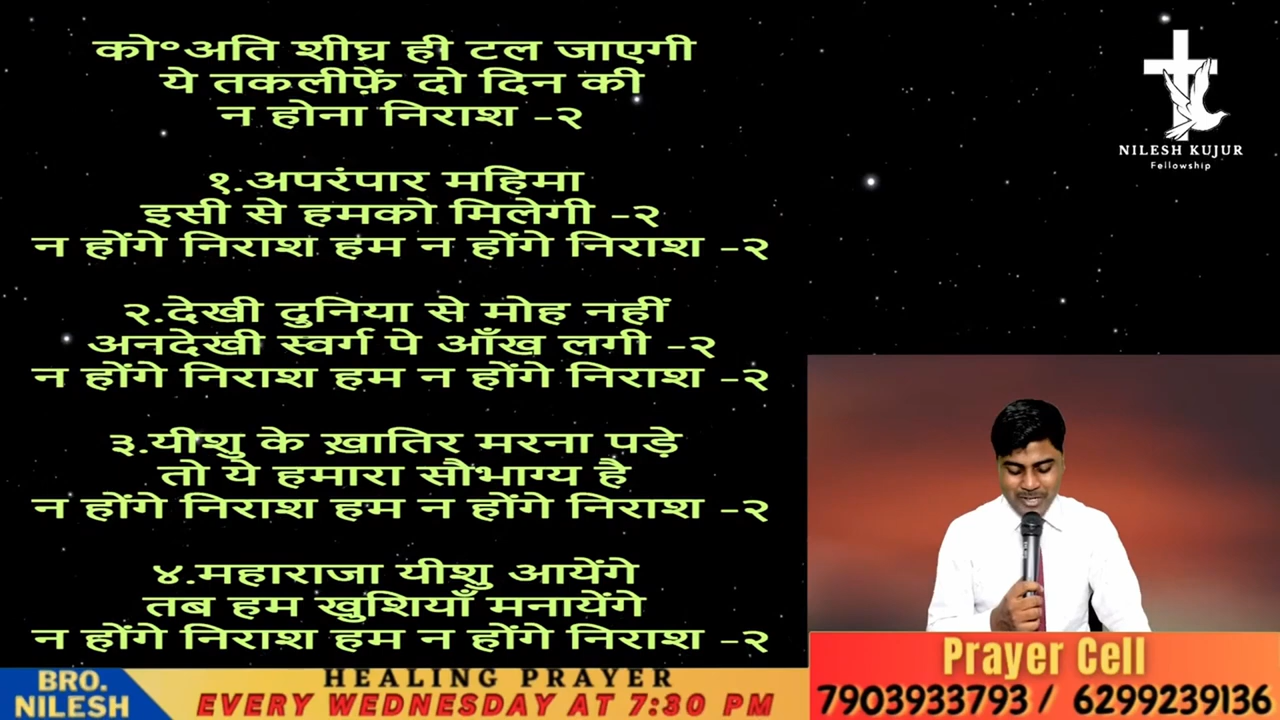 को०अति शीघ्र ही टल जाएगी
ये तकलीफ़ें दो दिन की
न होना निराश -२
१.अपरंपार महिमा
इसी से हमको मिलेगी -२
न होंगे निराश हम न होंगे निराश -२
२.देखी दुनिया से मोह नहीं
अनदेखी स्वर्ग पे आँख लगी -२
न होंगे निराश हम न होंगे निराश -२
३.यीशु के ख़ातिर मरना पड़े
तो ये हमारा सौभाग्य है
न होंगे निराश हम न होंगे निराश -२
४.महाराजा यीशु आयेंगे
तब हम खुशियाँ मनायेंगे
न होंगे निराश हम न होंगे निराश -२
NILESH KUJUR
Fellowship
BRO.
NILESH
HEALING PRAYER
EVERY WEDNESDAY AT 7:30 PM
Prayer Cell
7903933793 / 6299239136